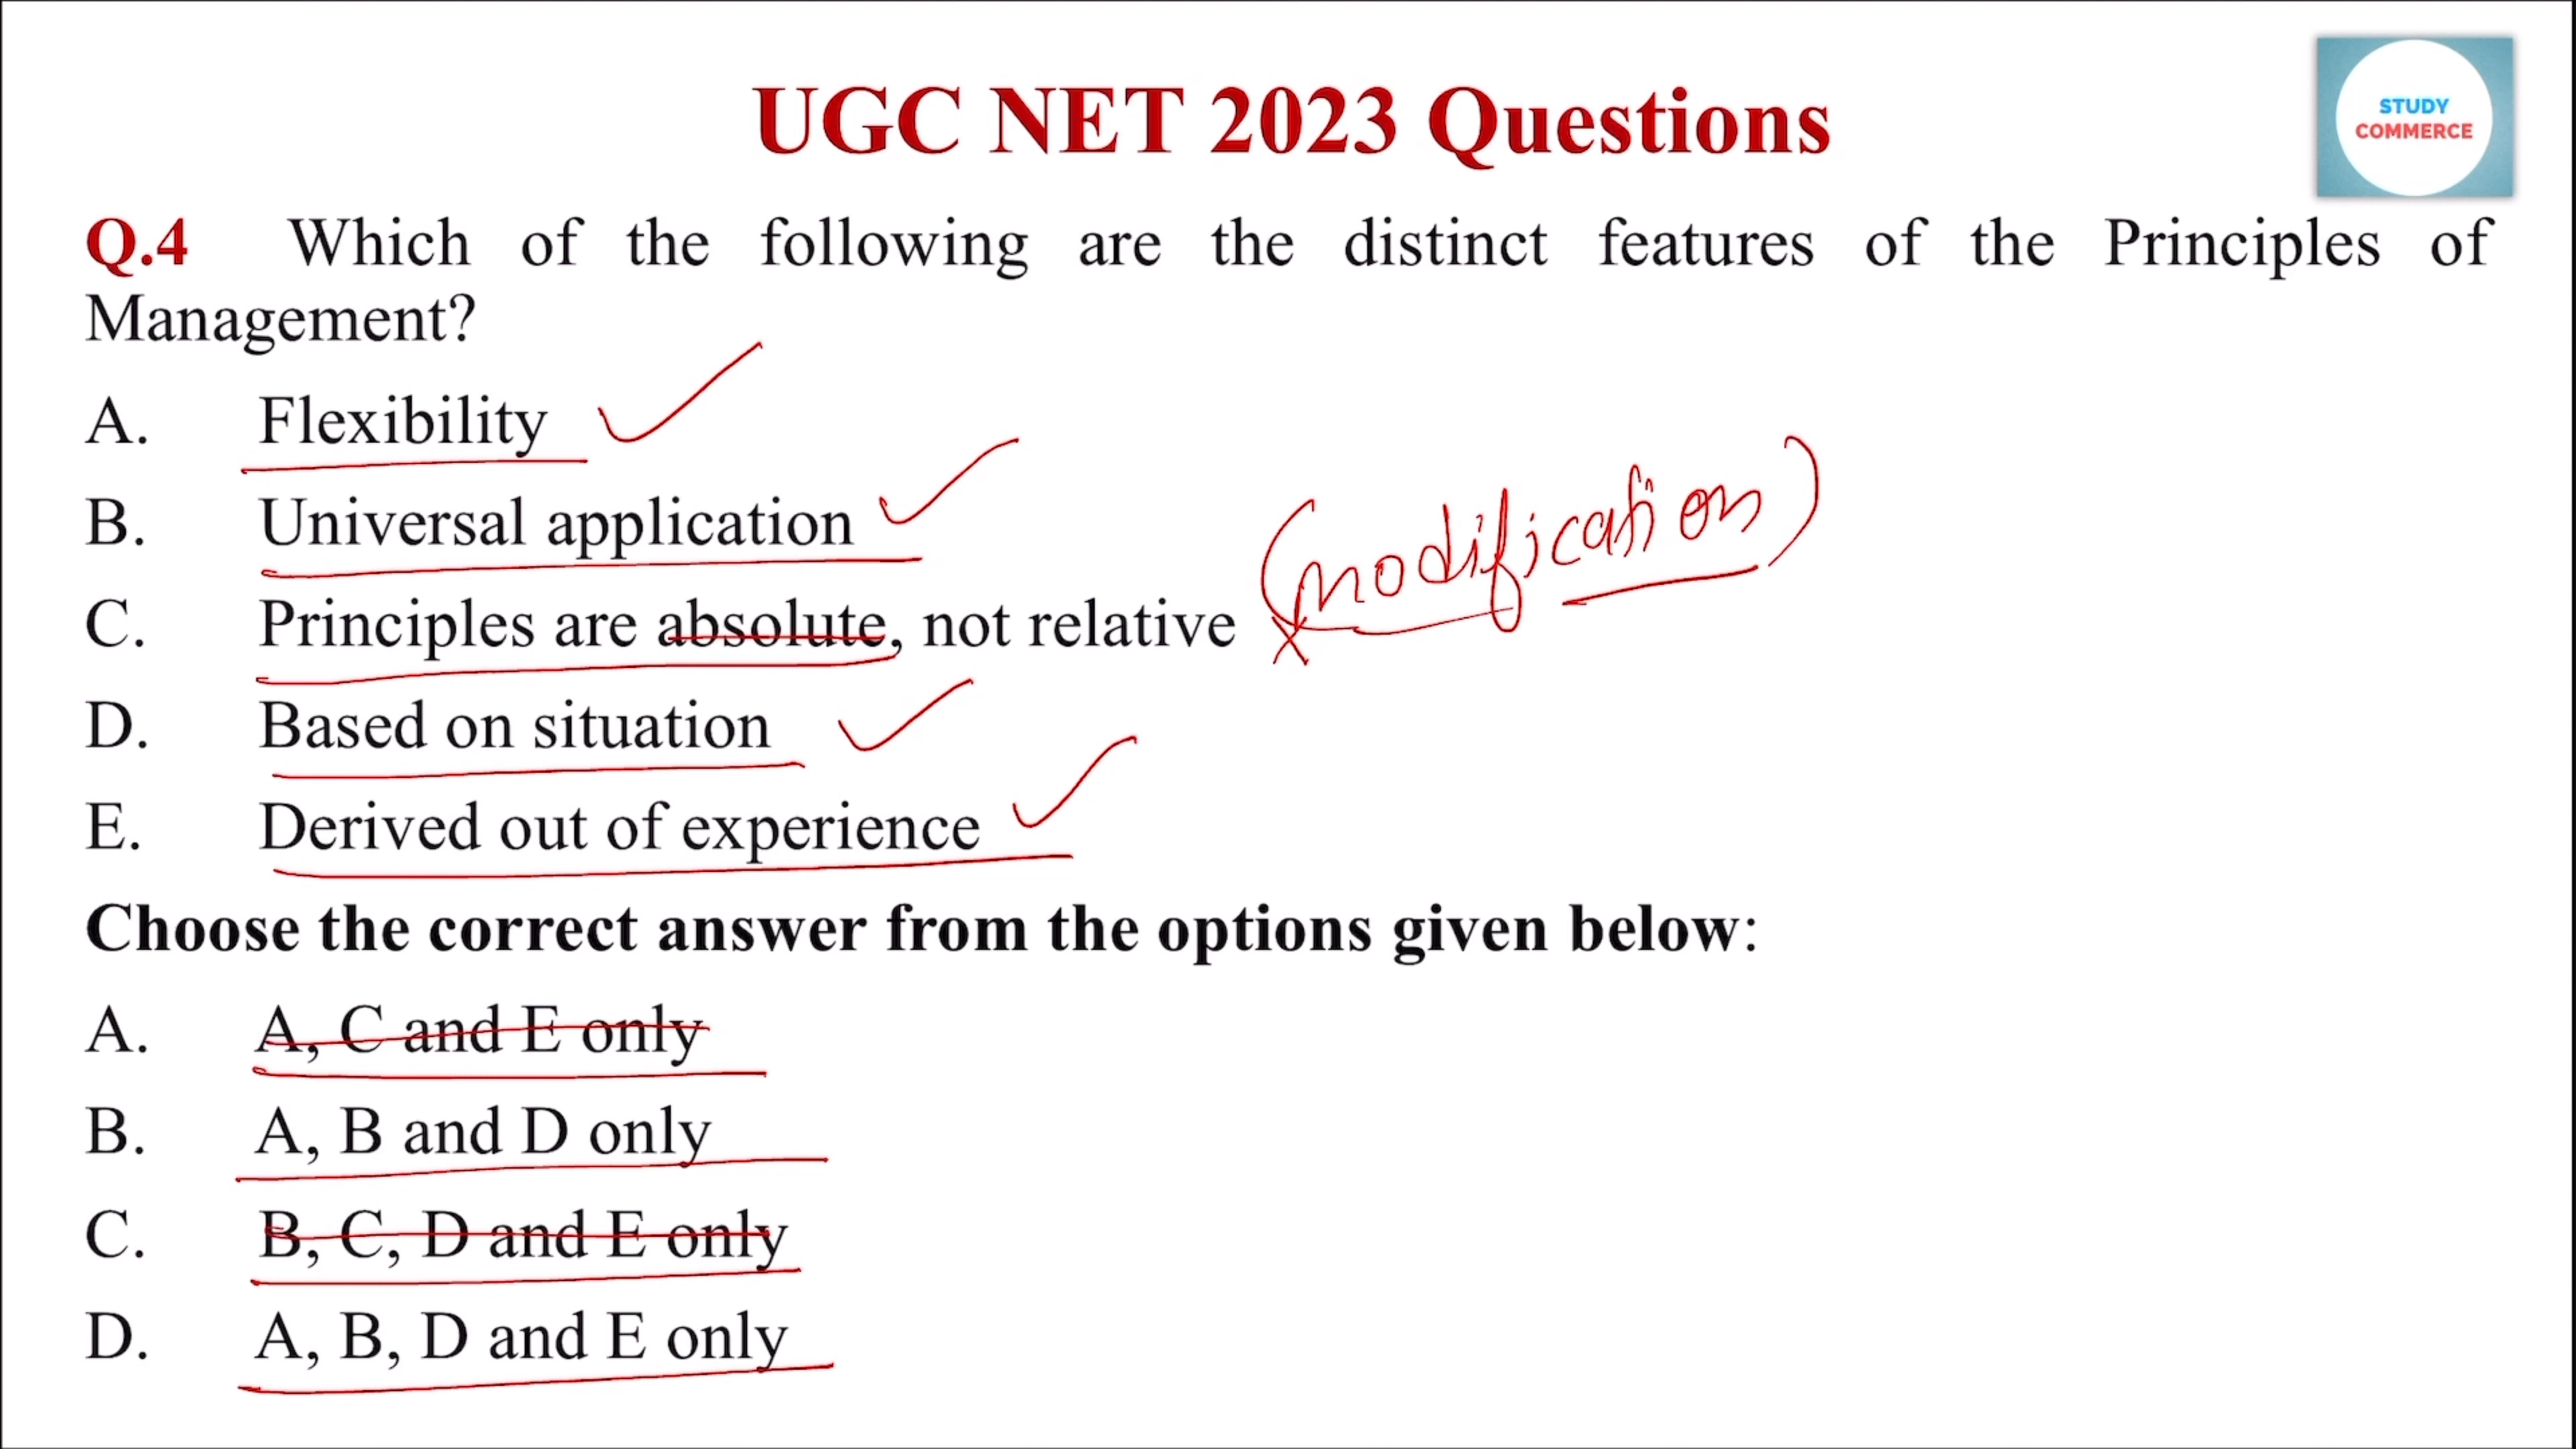 UGC NET 2023 Questions
STUDY
COMMERCE
Q.4 Which of the following are the distinct features of the Principles of
Management?
A. Flexibility
B. Universal application
(modification)
C. Principles are absolute, not relative
D. Based on situation
E. Derived out of experience
Choose the correct answer from the options given below:
A. A, C and E only
B. A, B and D only
C. B, C, D and E only
D. A, B, D and E only